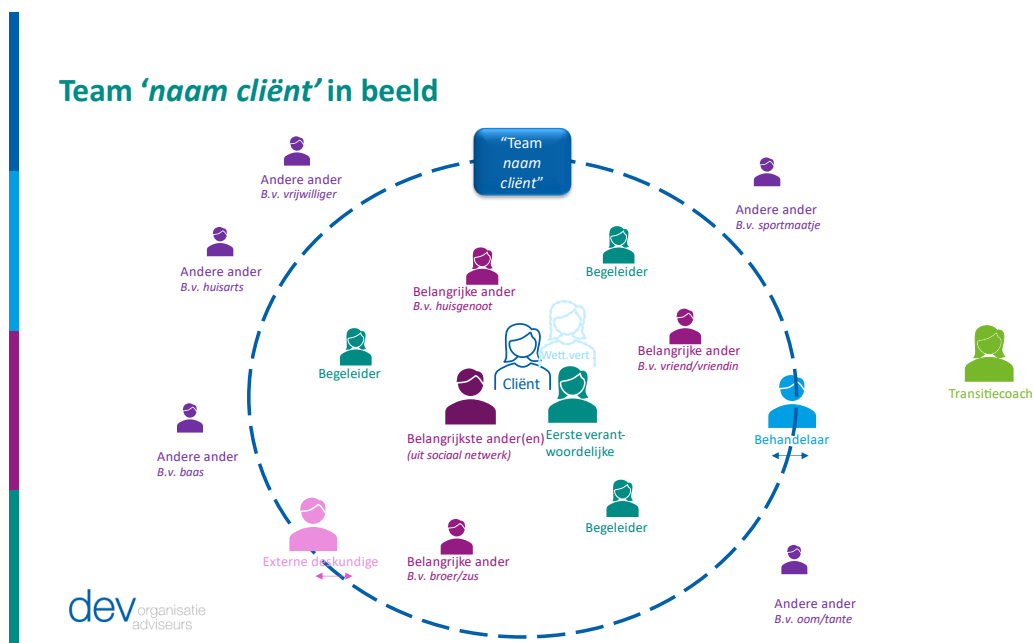 Team ‘naam cliënt’ in beeld
“Team
naam
cliënt”
Andere ander
B.v. vrijwilliger
Andere ander
B.v. sportmaatje
Andere ander
B.v. huisarts
Begeleider
Belangrijke ander
B.v. huisgenoot
Wett.vert
Belangrijke ander
B.v. vriend/vriendin
Begeleider
Cliënt
Transitiecoach
Belangrijkste ander(en)
(uit sociaal netwerk)
Eerste verant-
woordelijke
Behandelaar
Andere ander
B.v. baas
Begeleider
Externe deskundige
Belangrijke ander
B.v. broer/zus
Andere ander
B.v. oom/tante
dev organisatie
adviseurs